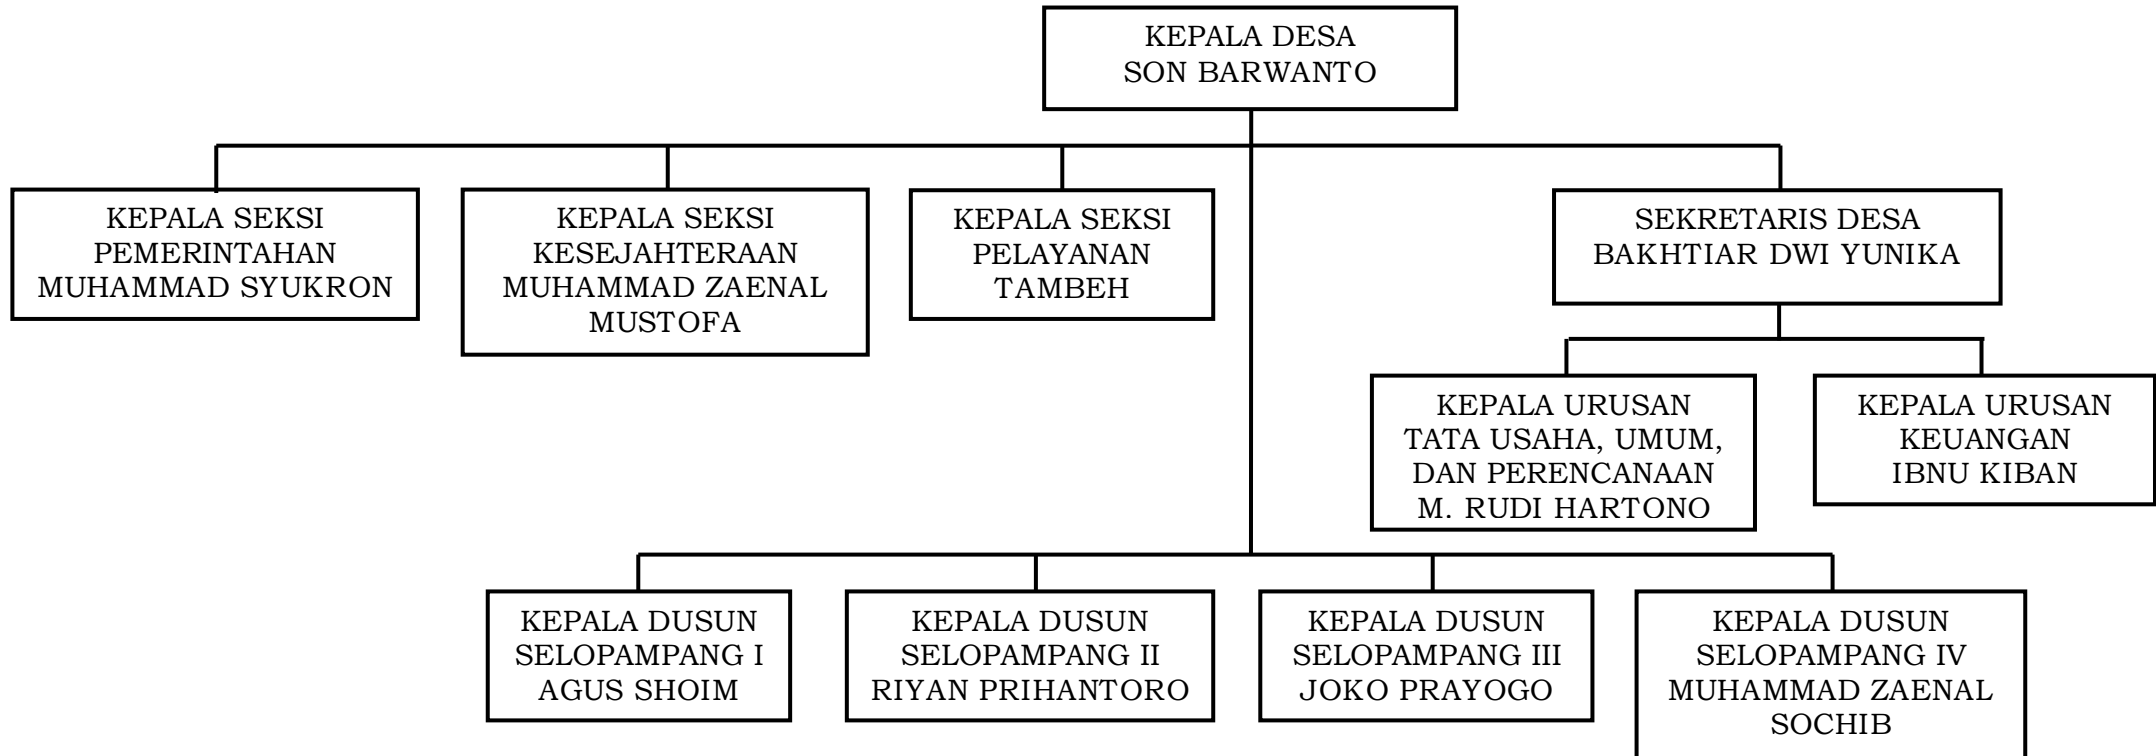 KEPALA DESA
SON BARWANTO
KEPALA SEKSI
PEMERINTAHAN
MUHAMMAD SYUKRON
KEPALA SEKSI
KESEJAHTERAAN
MUHAMMAD ZAENAL
MUSTOFA
KEPALA SEKSI
PELAYANAN
TAMBEH
SEKRETARIS DESA
BAKHTIAR DWI YUNIKA
KEPALA URUSAN
TATA USAHA, UMUM,
DAN PERENCANAAN
M. RUDI HARTONO
KEPALA URUSAN
KEUANGAN
IBNU KIBAN
KEPALA DUSUN
SELOPAMPANG I
AGUS SHOIM
KEPALA DUSUN
SELOPAMPANG II
RIYAN PRIHANTORO
KEPALA DUSUN
SELOPAMPANG III
JOKO PRAYOGO
KEPALA DUSUN
SELOPAMPANG IV
MUHAMMAD ZAENAL
SOCHIB